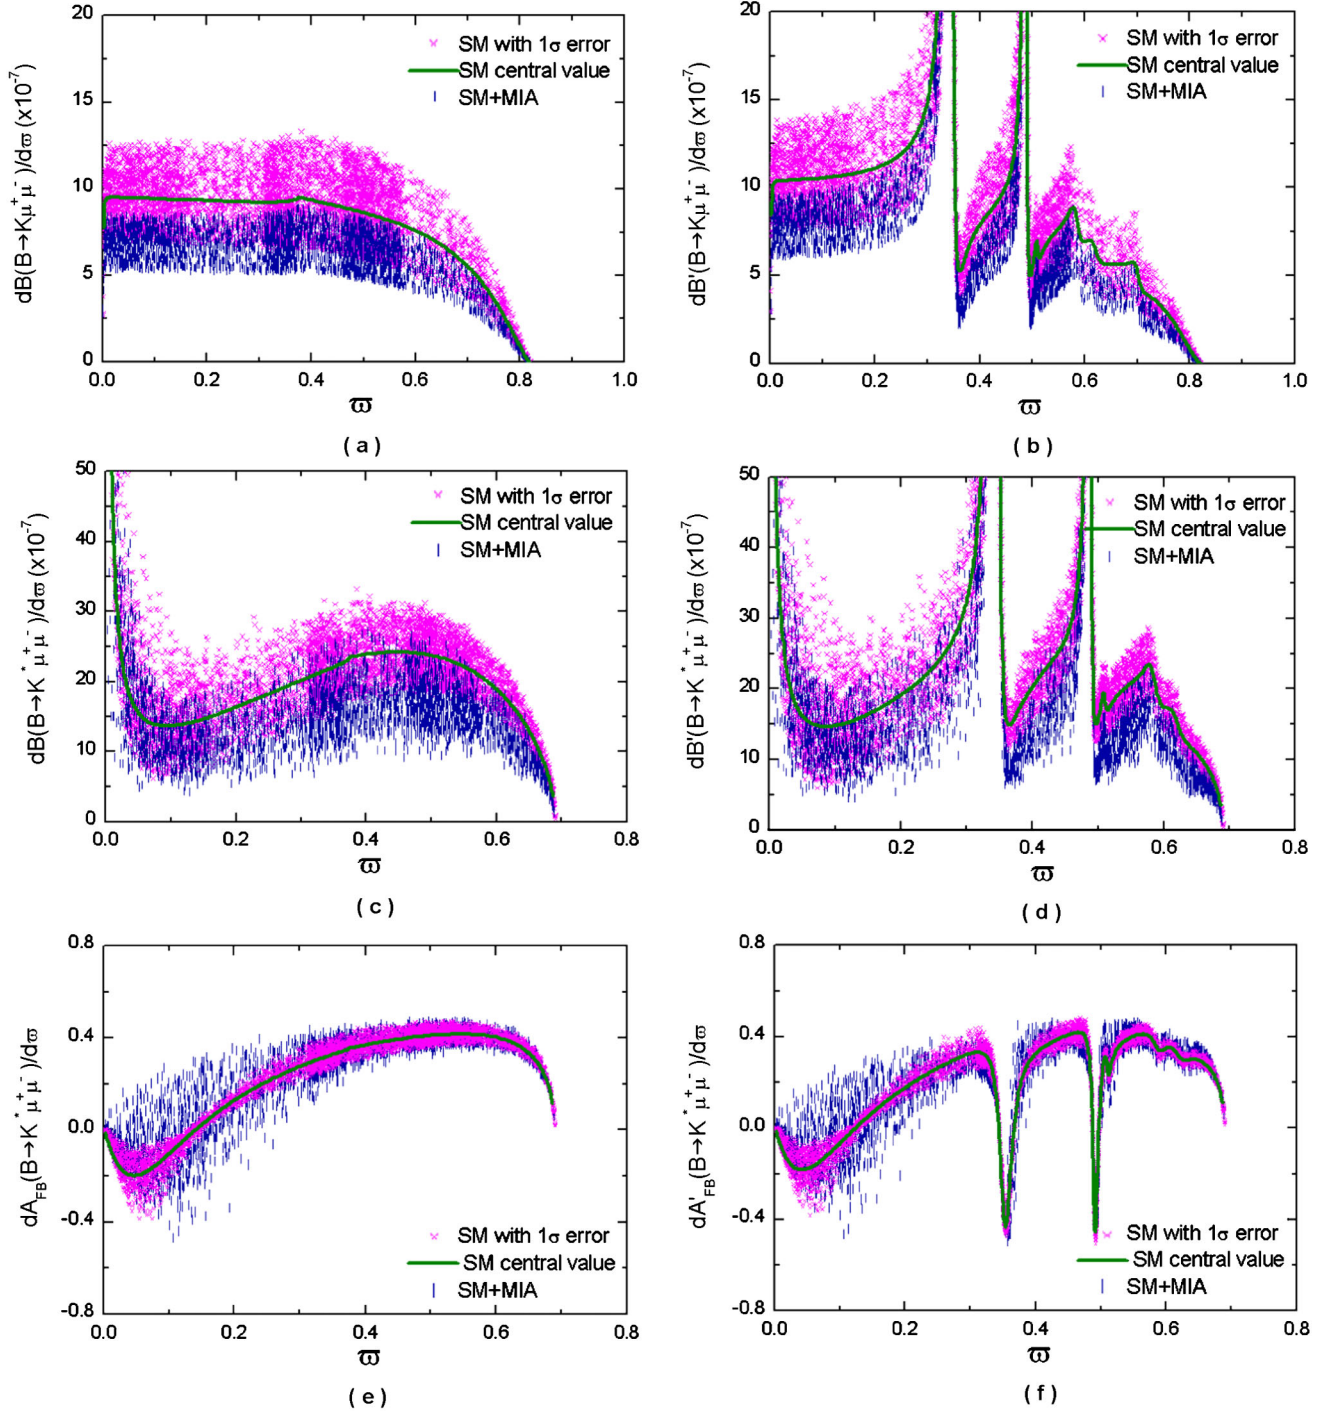 dB(B→Kμ⁺μ⁻)/dϖ (x10⁻⁷)
20
15
10
5
0
SM with 1σ error
SM central value
SM+MIA
0.0 0.2 0.4 0.6 0.8 1.0
ϖ
( a )
dB'(B→Kμ⁺μ⁻)/dϖ (x10⁻⁷)
20
15
10
5
0
SM with 1σ error
SM central value
SM+MIA
0.0 0.2 0.4 0.6 0.8 1.0
ϖ
( b )
dB(B→K*μ⁺μ⁻)/dϖ (x10⁻⁷)
50
40
30
20
10
0
SM with 1σ error
SM central value
SM+MIA
0.0 0.2 0.4 0.6 0.8
ϖ
( c )
dB'(B→K*μ⁺μ⁻)/dϖ (x10⁻⁷)
50
40
30
20
10
0
SM with 1σ error
SM central value
SM+MIA
0.0 0.2 0.4 0.6 0.8
ϖ
( d )
dA_FB(B→K*μ⁺μ⁻)/dϖ
0.8
0.4
0.0
-0.4
-0.8
SM with 1σ error
SM central value
SM+MIA
0.0 0.2 0.4 0.6 0.8
ϖ
( e )
dA'_FB(B→K*μ⁺μ⁻)/dϖ
0.8
0.4
0.0
-0.4
-0.8
SM with 1σ error
SM central value
SM+MIA
0.0 0.2 0.4 0.6 0.8
ϖ
( f )